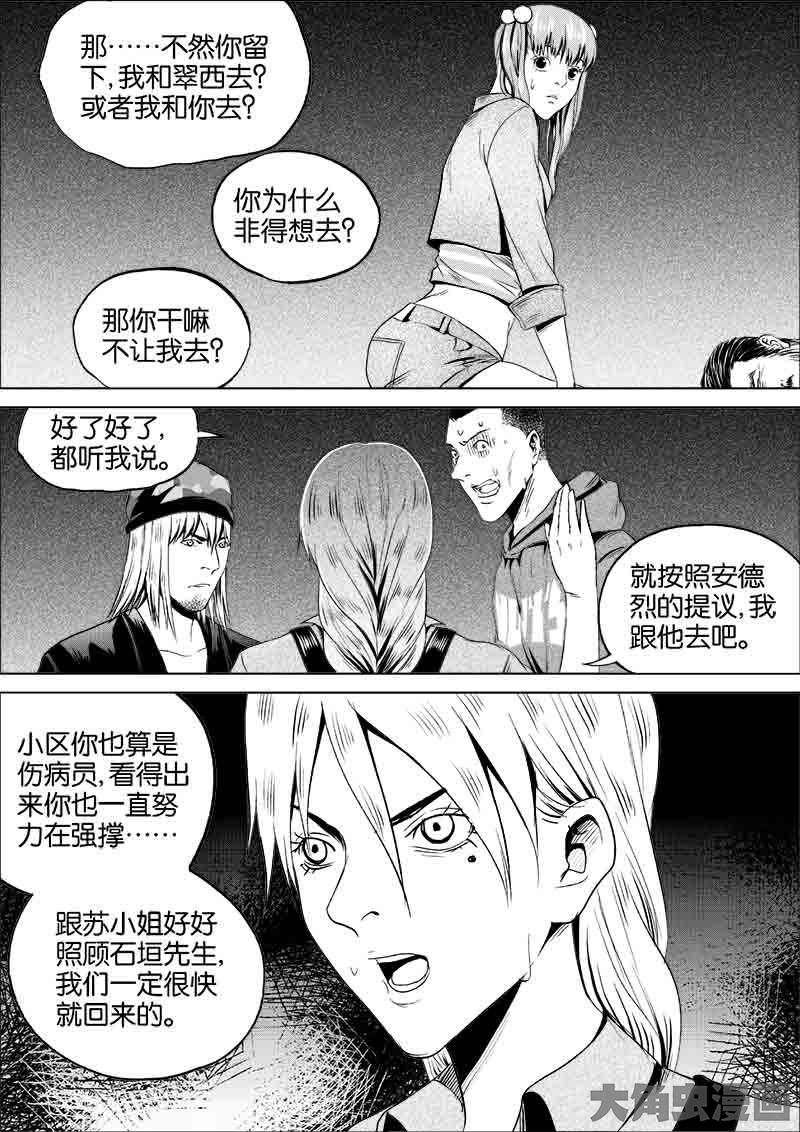 那……不然你留
下,我和翠西去?
或者我和你去?
你为什么
非得想去?
那你干嘛
不让我去?
好了好了,
都听我说。
就按照安德
烈的提议,我
跟他去吧。
小区你也算是
伤病员,看得出
来你也一直努
力在强撑……
跟苏小姐好好
照顾石垣先生,
我们一定很快
就回来的。
大角虫漫画